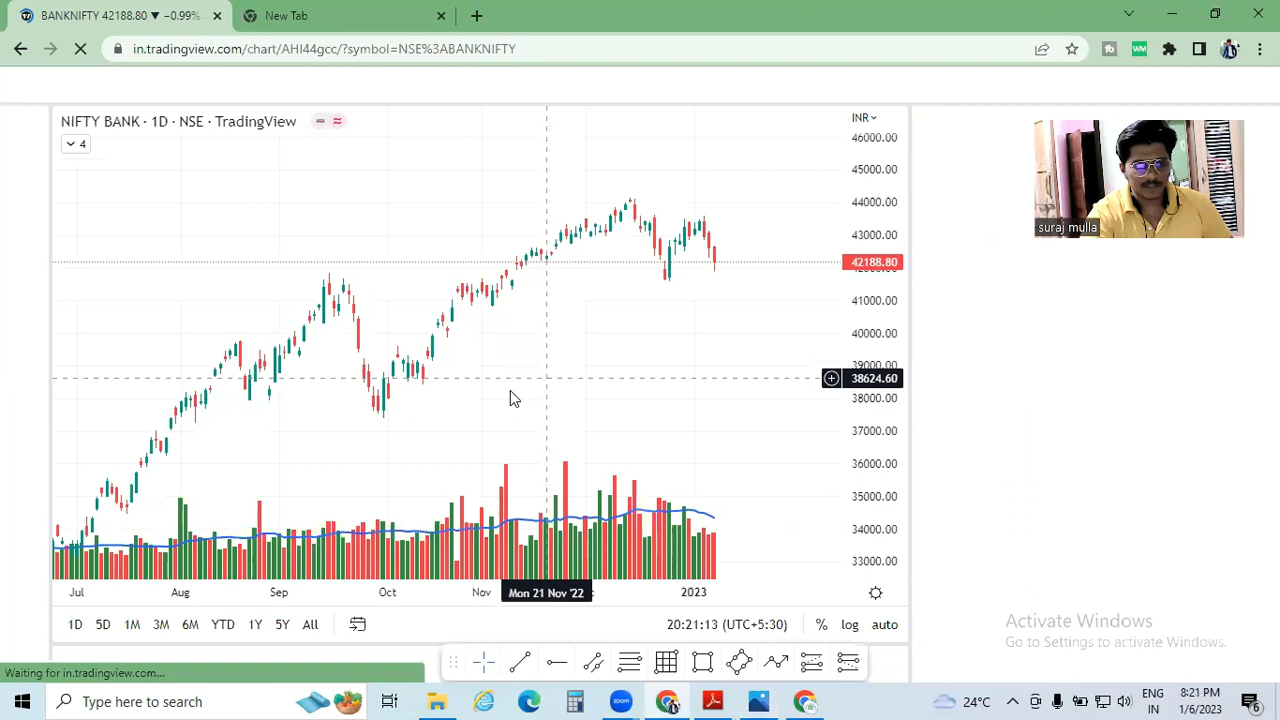 BANKNIFTY 42188.80 ▼ −0.99%
New Tab
in.tradingview.com/chart/AHI44gcc/?symbol=NSE%3ABANKNIFTY
NIFTY BANK · 1D · NSE · TradingView
4
INR
46000.00
45000.00
44000.00
43000.00
42188.80
41000.00
40000.00
39000.00
38624.60
38000.00
37000.00
36000.00
35000.00
34000.00
33000.00
suraj mulla
Jul
Aug
Sep
Oct
Nov
Mon 21 Nov '22
2023
1D 5D 1M 3M 6M YTD 1Y 5Y All
20:21:13 (UTC+5:30)
% log auto
Activate Windows
Go to Settings to activate Windows.
Waiting for in.tradingview.com...
Type here to search
zoom
24°C
ENG
IN
8:21 PM
1/6/2023
6